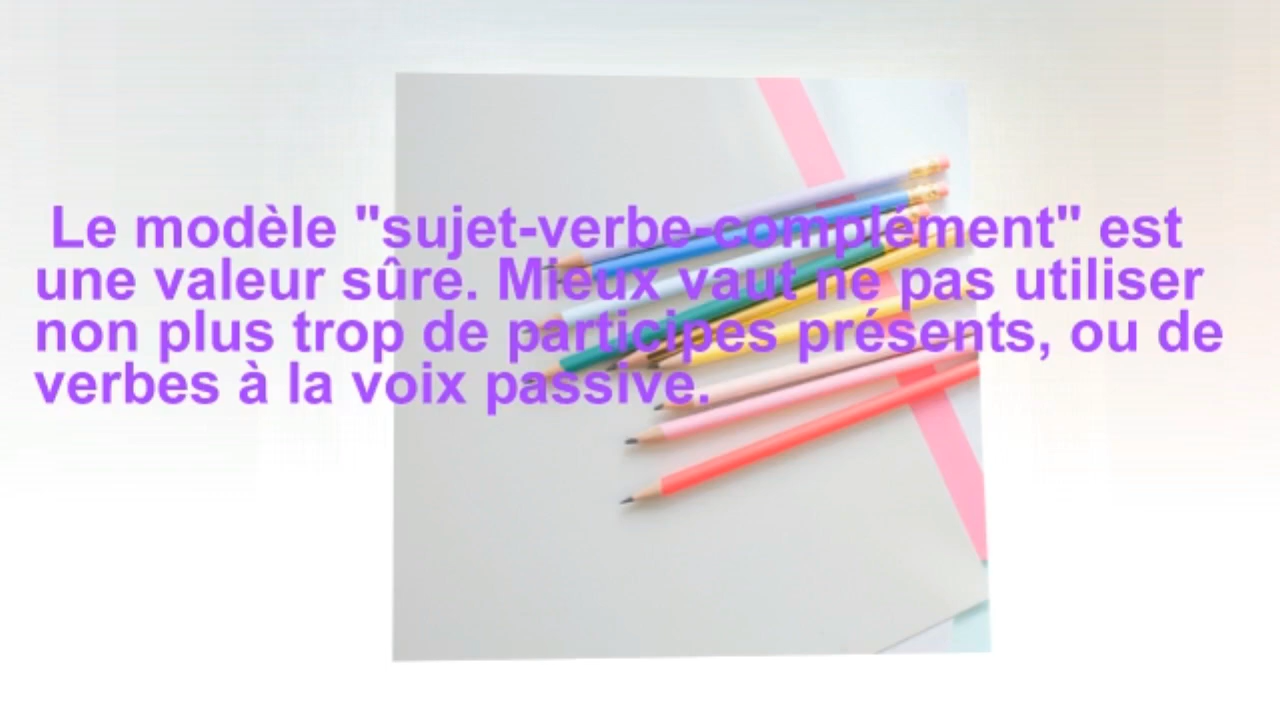 Le modèle "sujet-verbe-complément" est
une valeur sûre. Mieux vaut ne pas utiliser
non plus trop de participes présents, ou de
verbes à la voix passive.